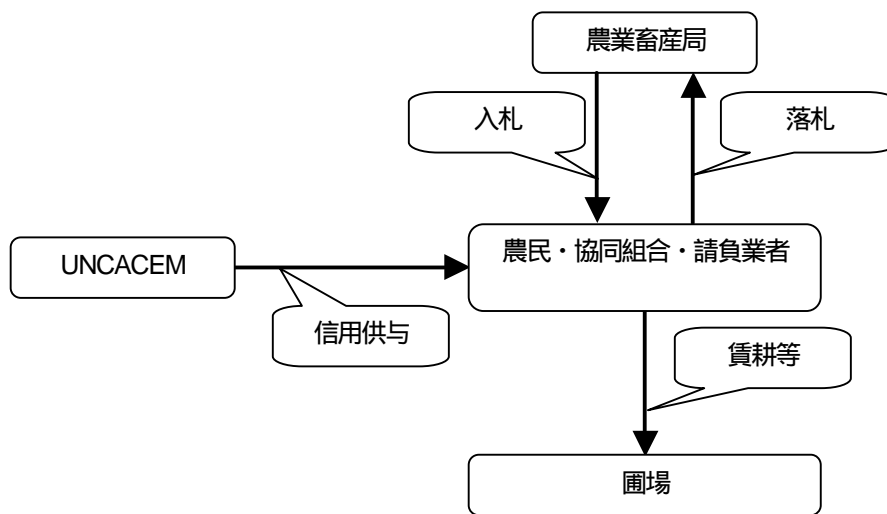 農業畜産局
入札
落札
農民・協同組合・請負業者
UNCACEM
信用供与
賃耕等
圃場